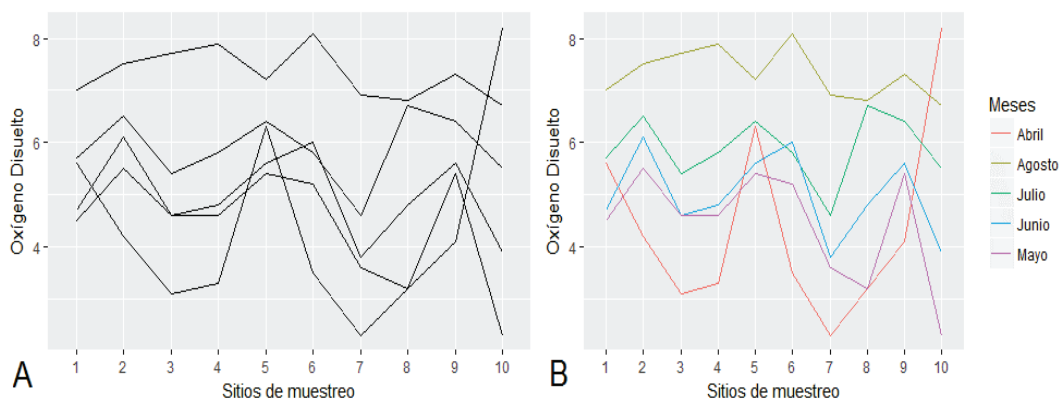 8
6
4
Oxígeno Disuelto
1 2 3 4 5 6 7 8 9 10
Sitios de muestreo
A
8
6
4
Oxígeno Disuelto
1 2 3 4 5 6 7 8 9 10
Sitios de muestreo
B
Meses
Abril
Agosto
Julio
Junio
Mayo